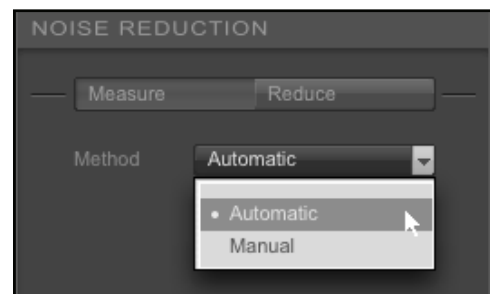 NOISE REDUCTION
Measure Reduce
Method Automatic
• Automatic
Manual